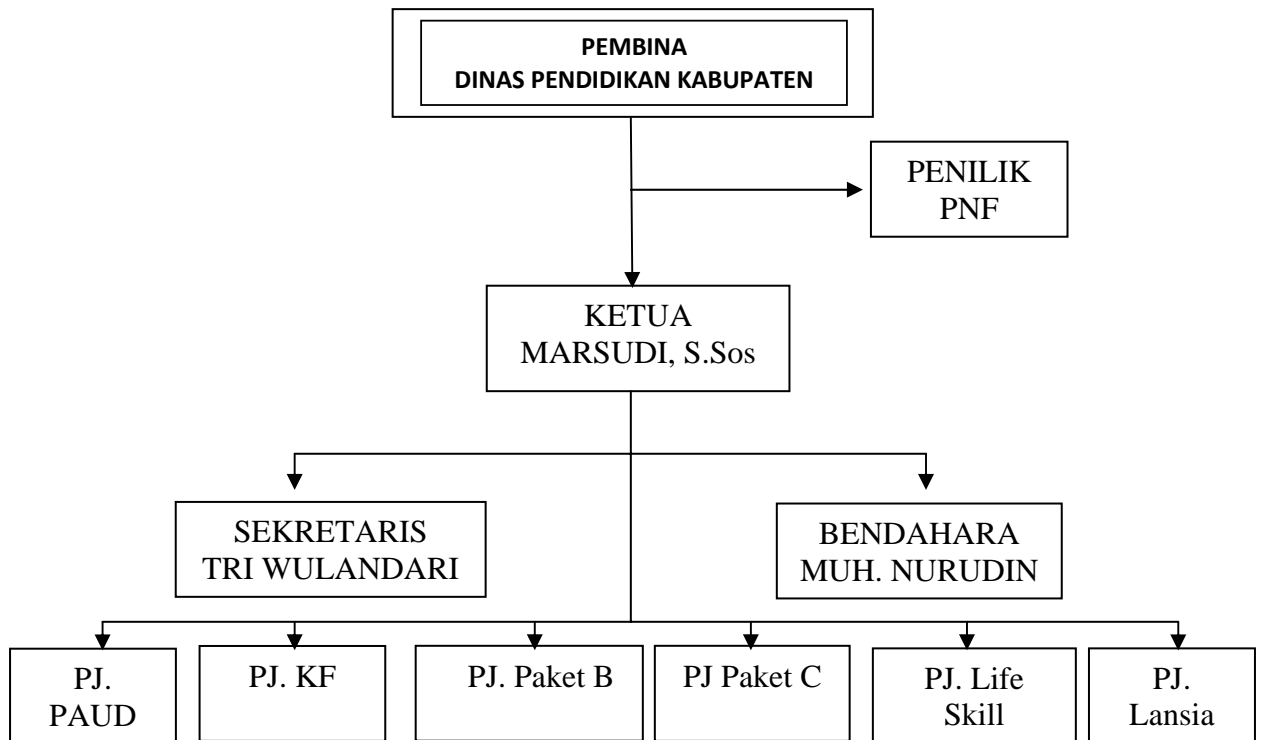 PEMBINA
DINAS PENDIDIKAN KABUPATEN
PENILIK
PNF
KETUA
MARSUDI, S.Sos
SEKRETARIS
TRI WULANDARI
BENDAHARA
MUH. NURUDIN
PJ.
PAUD
PJ. KF
PJ. Paket B
PJ Paket C
PJ. Life
Skill
PJ.
Lansia